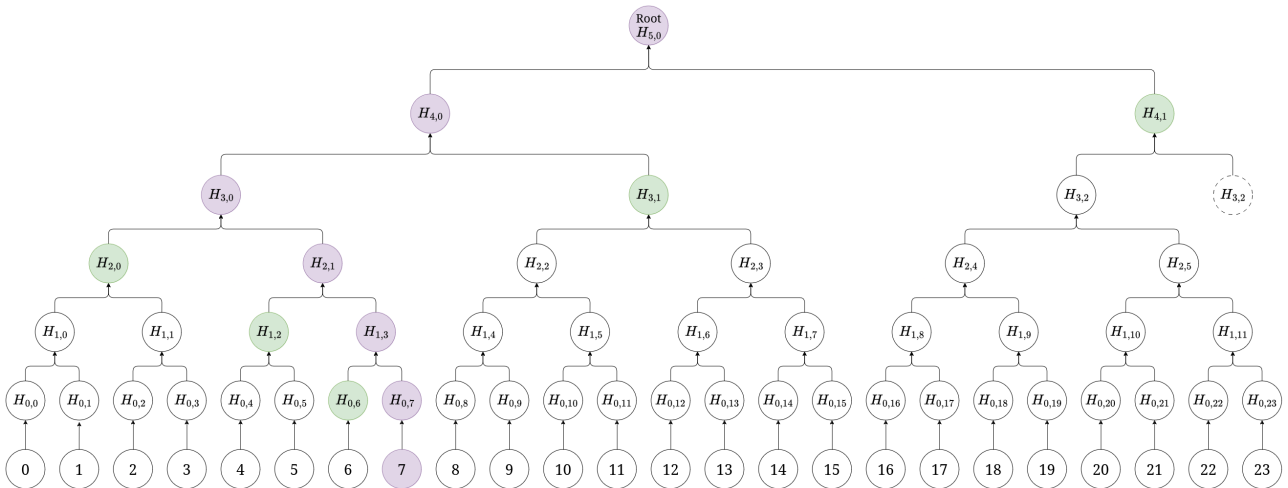 Root
H5,0
H4,0 H4,1
H3,0 H3,1 H3,2 H3,2
H2,0 H2,1 H2,2 H2,3 H2,4 H2,5
H1,0 H1,1 H1,2 H1,3 H1,4 H1,5 H1,6 H1,7 H1,8 H1,9 H1,10 H1,11
H0,0 H0,1 H0,2 H0,3 H0,4 H0,5 H0,6 H0,7 H0,8 H0,9 H0,10 H0,11 H0,12 H0,13 H0,14 H0,15 H0,16 H0,17 H0,18 H0,19 H0,20 H0,21 H0,22 H0,23
0 1 2 3 4 5 6 7 8 9 10 11 12 13 14 15 16 17 18 19 20 21 22 23